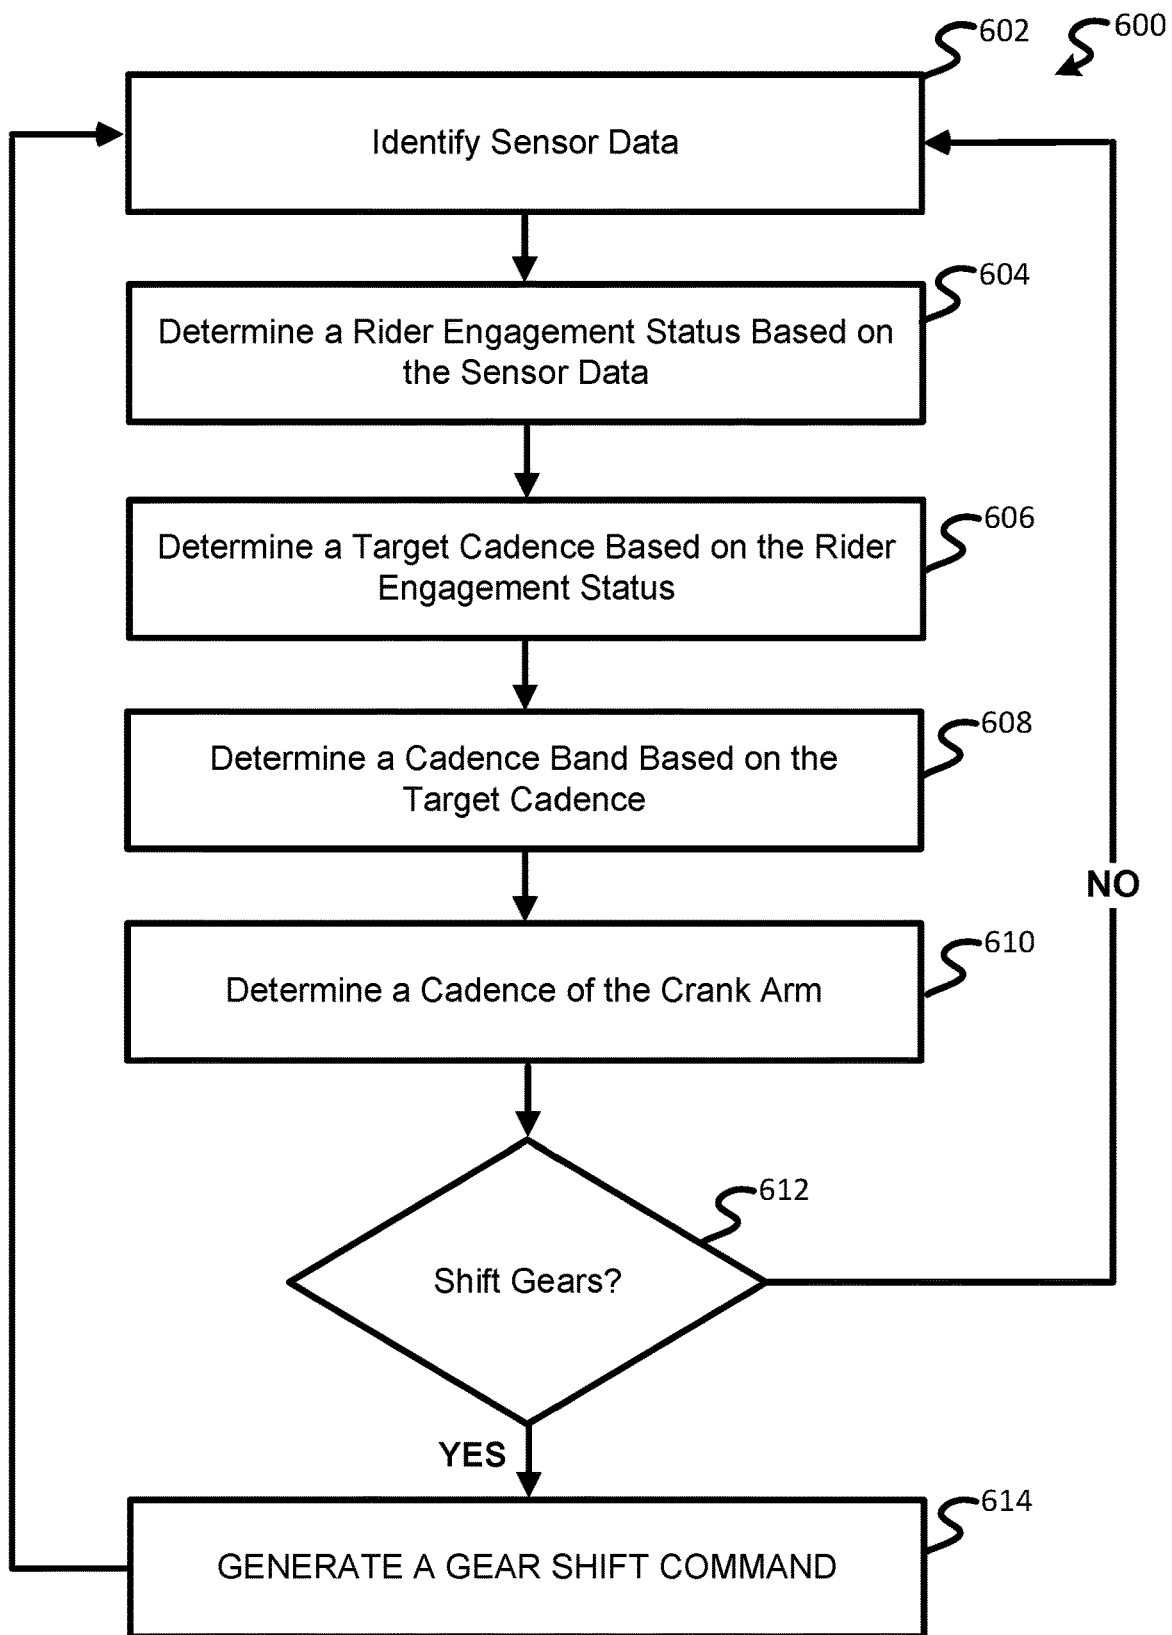 602
600
Identify Sensor Data
604
Determine a Rider Engagement Status Based on
the Sensor Data
606
Determine a Target Cadence Based on the Rider
Engagement Status
608
Determine a Cadence Band Based on the
Target Cadence
NO
610
Determine a Cadence of the Crank Arm
612
Shift Gears?
YES
614
GENERATE A GEAR SHIFT COMMAND